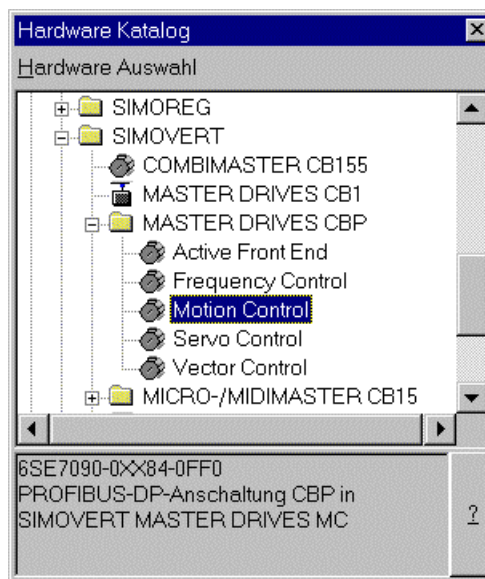 Hardware Katalog
Hardware Auswahl
SIMOREG
SIMOVERT
COMBIMASTER CB155
MASTER DRIVES CB1
MASTER DRIVES CBP
Active Front End
Frequency Control
Motion Control
Servo Control
Vector Control
MICRO-/MIDIMASTER CB15
6SE7090-0XX84-0FF0
PROFIBUS-DP-Anschaltung CBP in
SIMOVERT MASTER DRIVES MC
?